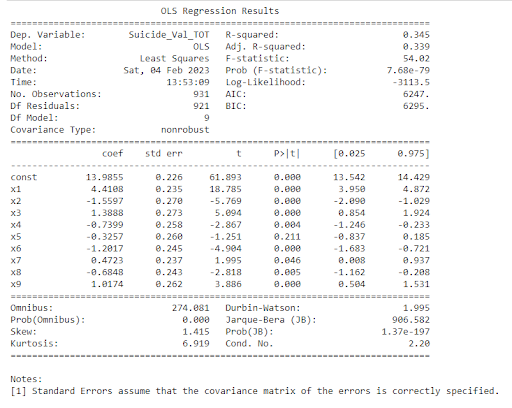 OLS Regression Results
==============================================================================
Dep. Variable: Suicide_Val_TOT R-squared: 0.345
Model: OLS Adj. R-squared: 0.339
Method: Least Squares F-statistic: 54.02
Date: Sat, 04 Feb 2023 Prob (F-statistic): 7.68e-79
Time: 13:53:09 Log-Likelihood: -3113.5
No. Observations: 931 AIC: 6247.
Df Residuals: 921 BIC: 6295.
Df Model: 9
Covariance Type: nonrobust
==============================================================================
coef std err t P>|t| [0.025 0.975]
------------------------------------------------------------------------------
const 13.9855 0.226 61.893 0.000 13.542 14.429
x1 4.4108 0.235 18.785 0.000 3.950 4.872
x2 -1.5597 0.270 -5.769 0.000 -2.090 -1.029
x3 1.3888 0.273 5.094 0.000 0.854 1.924
x4 -0.7399 0.258 -2.867 0.004 -1.246 -0.233
x5 -0.3257 0.260 -1.251 0.211 -0.837 0.185
x6 -1.2017 0.245 -4.904 0.000 -1.683 -0.721
x7 0.4723 0.237 1.995 0.046 0.008 0.937
x8 -0.6848 0.243 -2.818 0.005 -1.162 -0.208
x9 1.0174 0.262 3.886 0.000 0.504 1.531
==============================================================================
Omnibus: 274.081 Durbin-Watson: 1.995
Prob(Omnibus): 0.000 Jarque-Bera (JB): 906.582
Skew: 1.415 Prob(JB): 1.37e-197
Kurtosis: 6.919 Cond. No. 2.20
==============================================================================
Notes:
[1] Standard Errors assume that the covariance matrix of the errors is correctly specified.